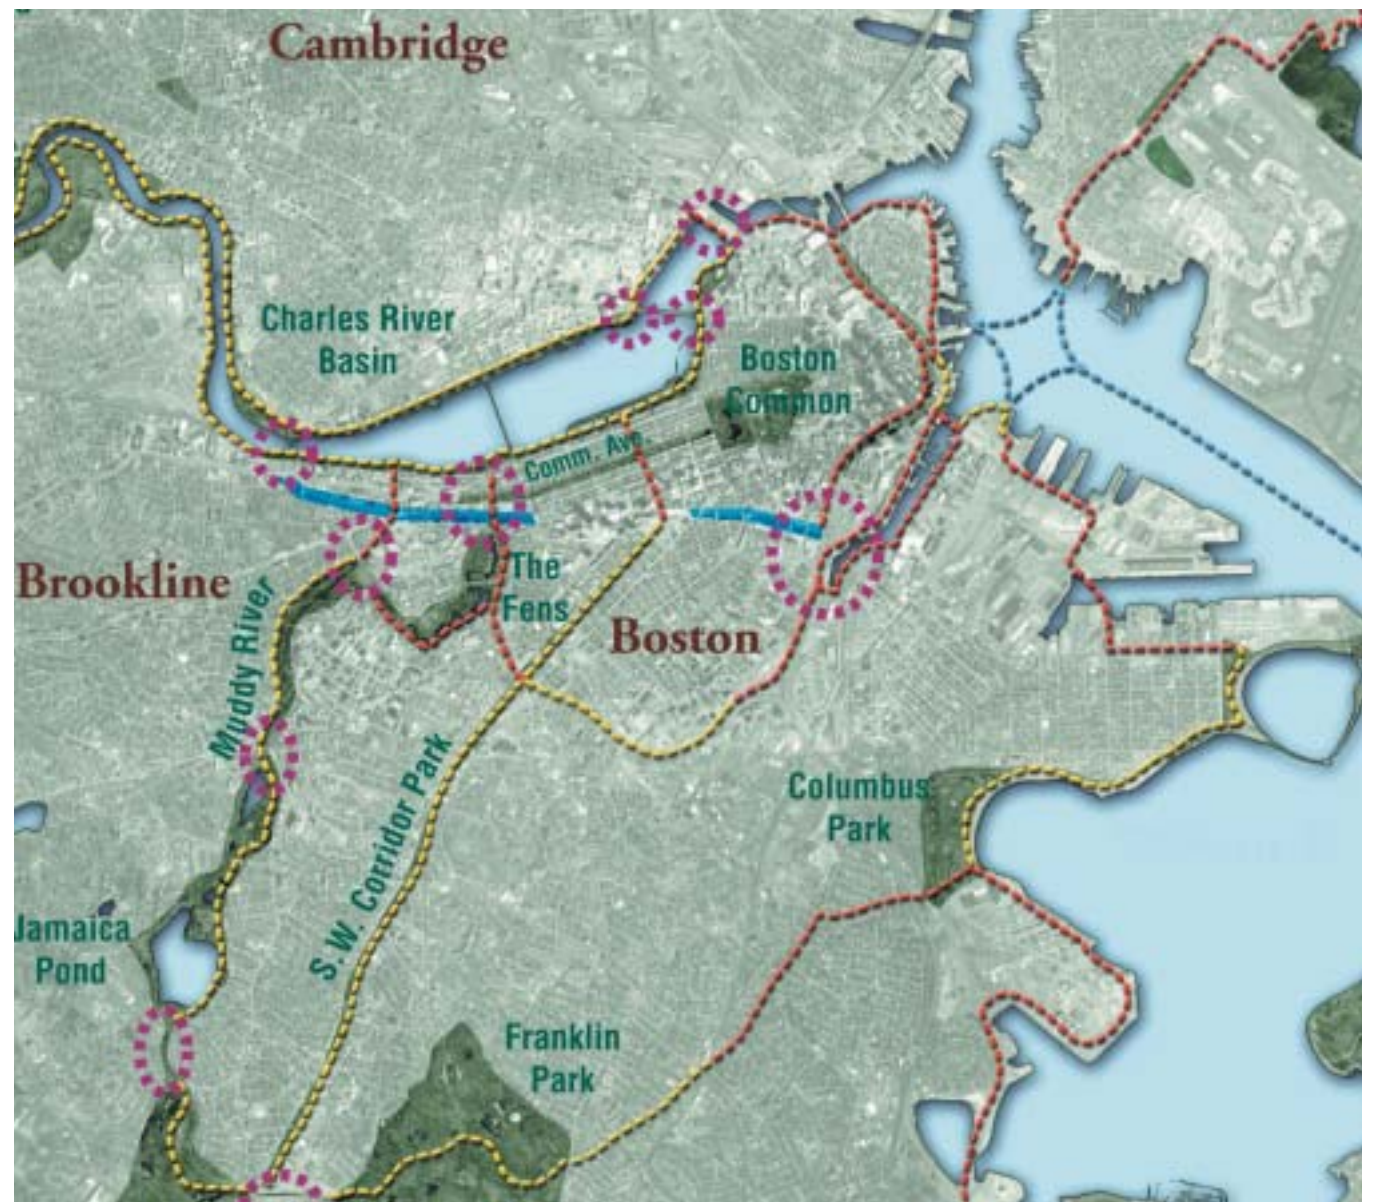 Cambridge
Charles River
Basin
Boston
Common
Comm. Ave.
The
Fens
Brookline
Boston
Muddy River
S. W. Corridor Park
Columbus
Park
Jamaica
Pond
Franklin
Park